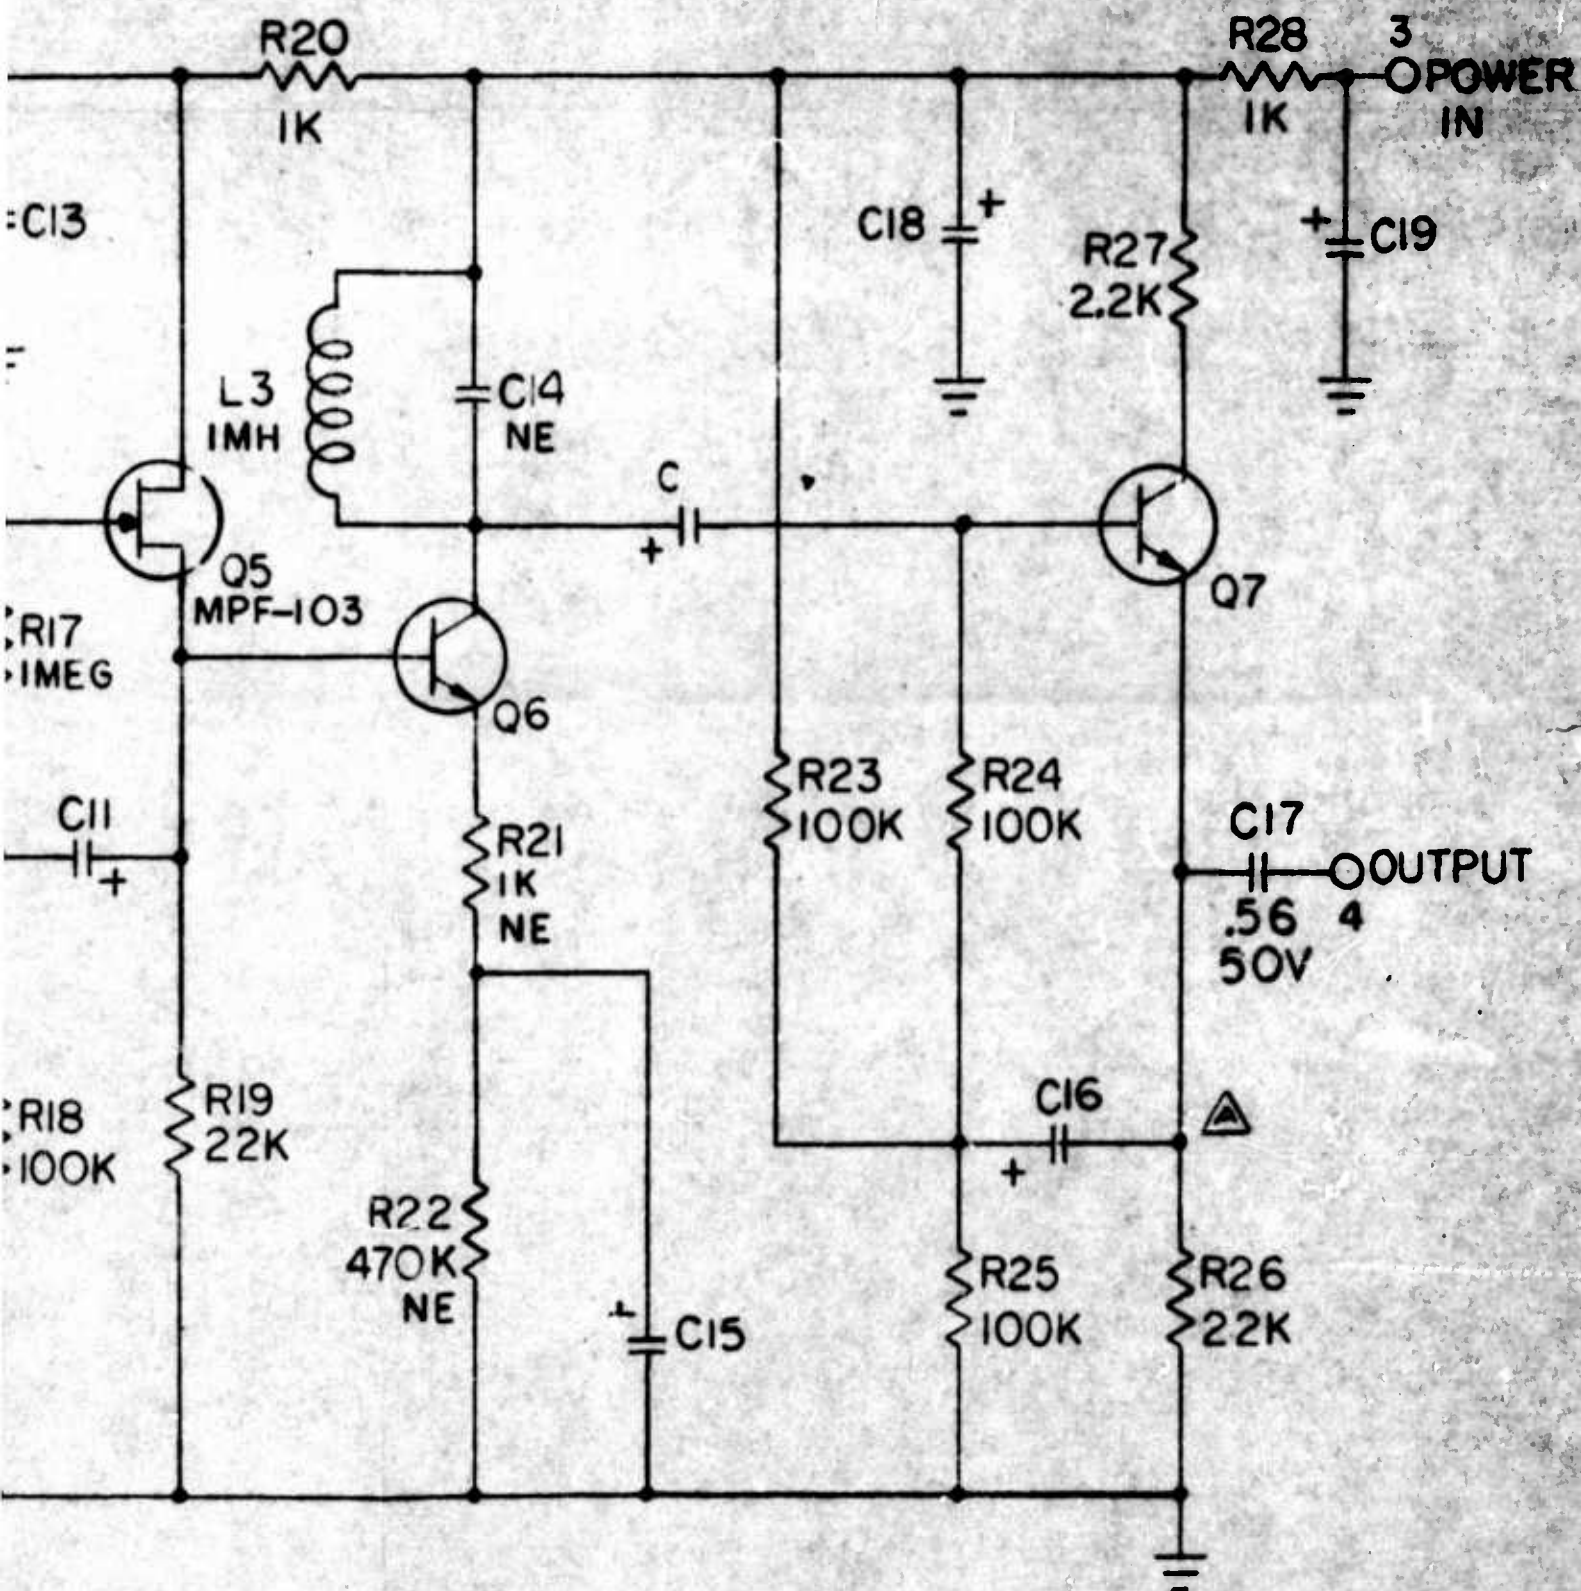 R20
1K
R28
1K
3
POWER
IN
C13
C18
+
R27
2.2K
+
C19
L3
1MH
C14
NE
C
+
Q5
MPF-103
Q7
R17
1MEG
Q6
C11
+
R21
1K
NE
R23
100K
R24
100K
C17
OUTPUT
.56
4
50V
R18
100K
R19
22K
C16
+
R22
470K
NE
+
C15
R25
100K
R26
22K